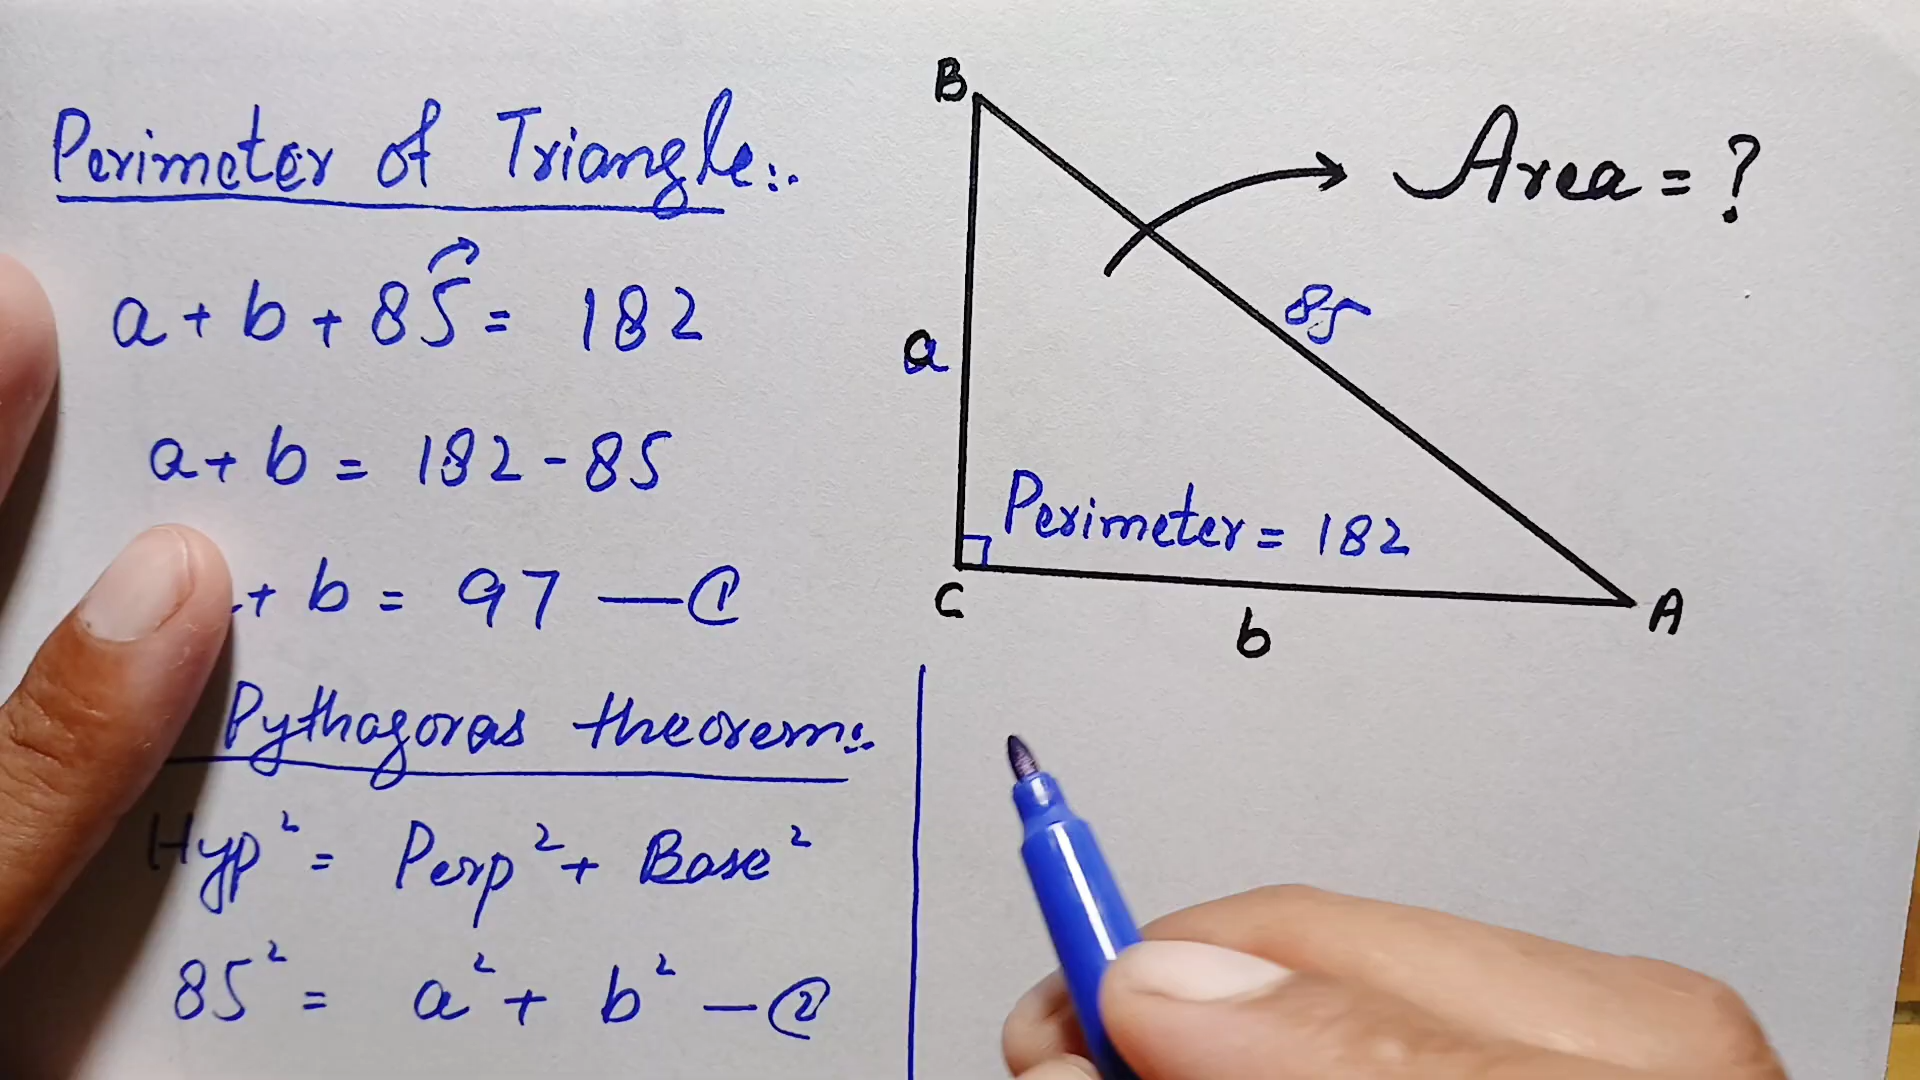 Perimeter of Triangle:.
a + b + 85 = 182
a + b = 182 - 85
+ b = 97 — ①
Pythagoras theorem:.
Hyp² = Perp² + Base²
85² = a² + b² — ②
B
Area = ?
85
a
Perimeter = 182
C
A
b